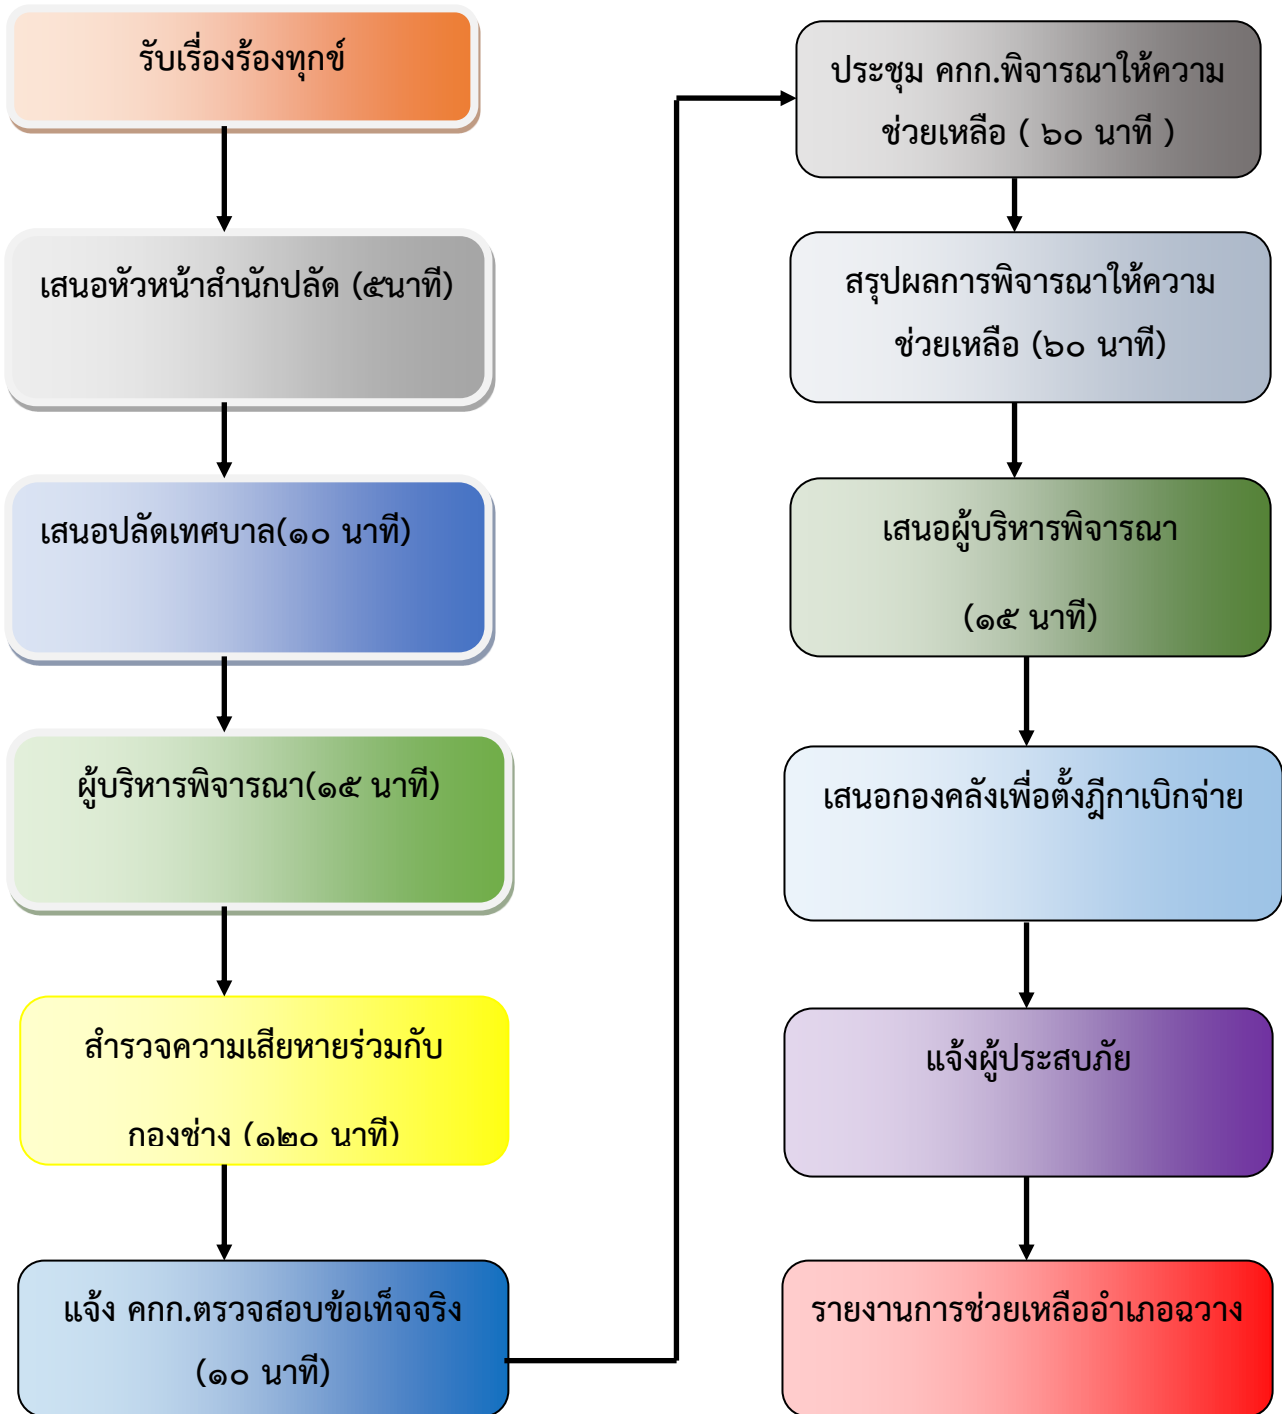 รับเรื่องร้องทุกข์
เสนอหัวหน้าสำนักปลัด (๕นาที)
เสนอปลัดเทศบาล(๑๐ นาที)
ผู้บริหารพิจารณา(๑๕ นาที)
สำรวจความเสียหายร่วมกับ
กองช่าง (๑๒๐ นาที)
แจ้ง คกก.ตรวจสอบข้อเท็จจริง
(๑๐ นาที)
ประชุม คกก.พิจารณาให้ความ
ช่วยเหลือ ( ๖๐ นาที )
สรุปผลการพิจารณาให้ความ
ช่วยเหลือ (๖๐ นาที)
เสนอผู้บริหารพิจารณา
(๑๕ นาที)
เสนอกองคลังเพื่อตั้งฎีกาเบิกจ่าย
แจ้งผู้ประสบภัย
รายงานการช่วยเหลืออำเภอฉวาง